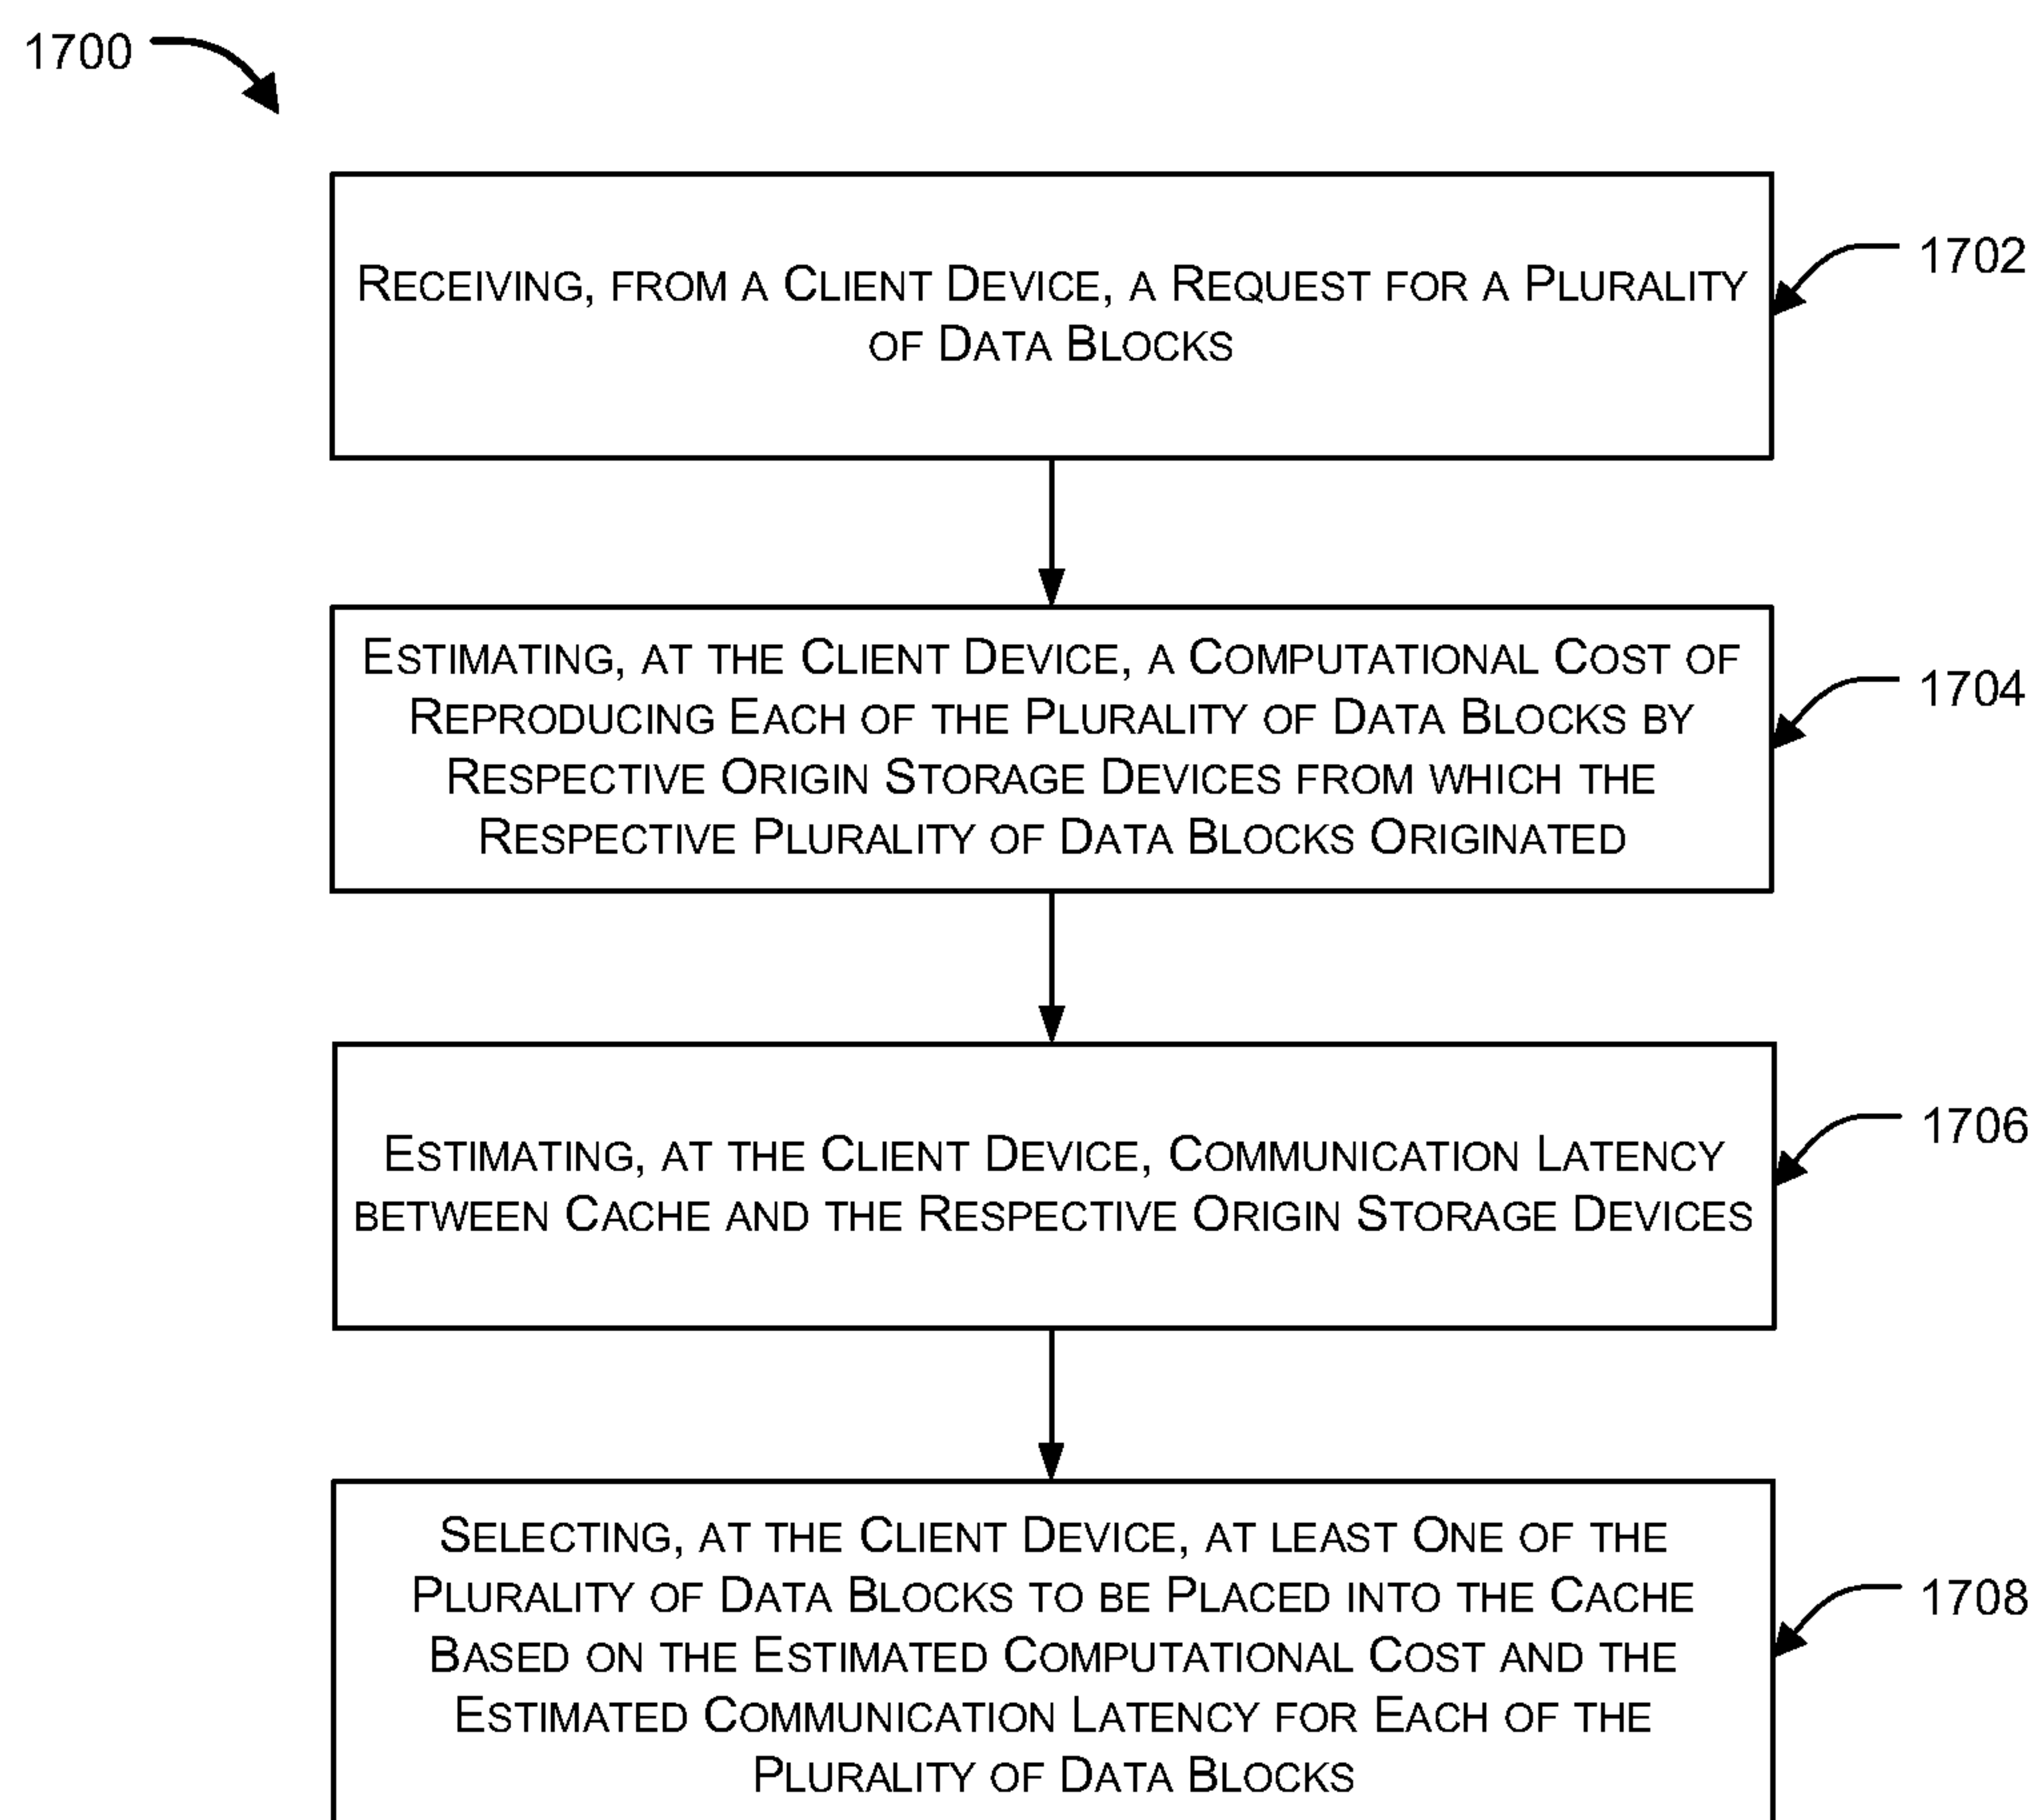 1700
RECEIVING, FROM A CLIENT DEVICE, A REQUEST FOR A PLURALITY
OF DATA BLOCKS
1702
ESTIMATING, AT THE CLIENT DEVICE, A COMPUTATIONAL COST OF
REPRODUCING EACH OF THE PLURALITY OF DATA BLOCKS BY
RESPECTIVE ORIGIN STORAGE DEVICES FROM WHICH THE
RESPECTIVE PLURALITY OF DATA BLOCKS ORIGINATED
1704
ESTIMATING, AT THE CLIENT DEVICE, COMMUNICATION LATENCY
BETWEEN CACHE AND THE RESPECTIVE ORIGIN STORAGE DEVICES
1706
SELECTING, AT THE CLIENT DEVICE, AT LEAST ONE OF THE
PLURALITY OF DATA BLOCKS TO BE PLACED INTO THE CACHE
BASED ON THE ESTIMATED COMPUTATIONAL COST AND THE
ESTIMATED COMMUNICATION LATENCY FOR EACH OF THE
PLURALITY OF DATA BLOCKS
1708